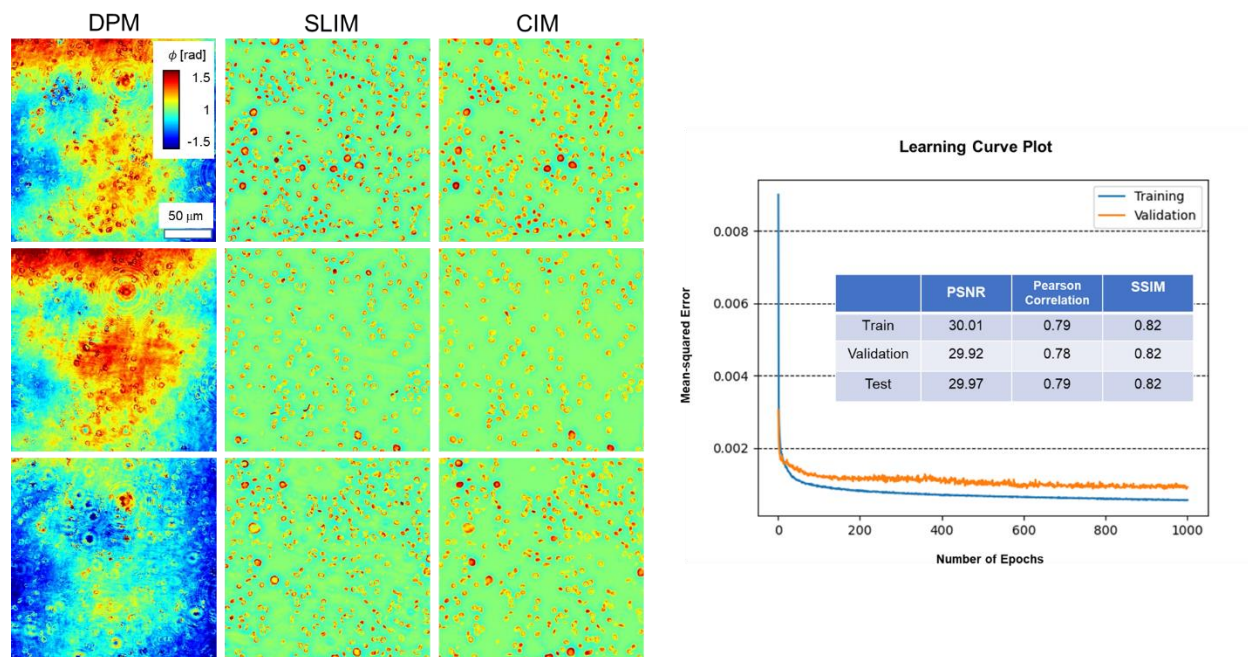 DPM SLIM CIM
ϕ [rad]
1.5
1
-1.5
50 μm
Learning Curve Plot
Training
Validation
Mean-squared Error
0.008
0.006
0.004
0.002
PSNR Pearson Correlation SSIM
Train 30.01 0.79 0.82
Validation 29.92 0.78 0.82
Test 29.97 0.79 0.82
0 200 400 600 800 1000
Number of Epochs